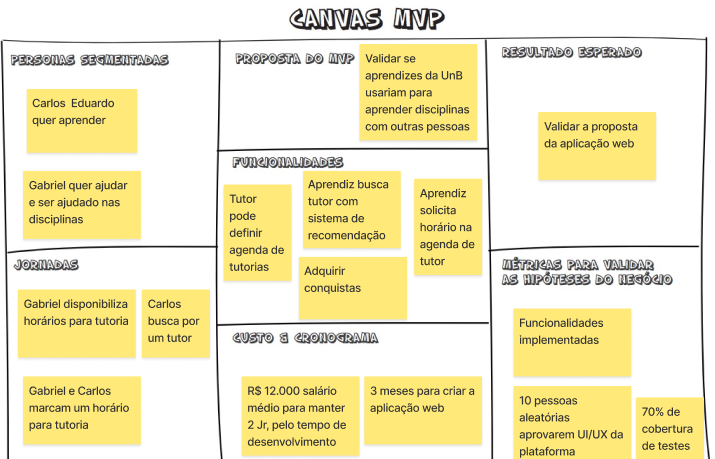 CANVAS MVP
PERSONAS SEGMENTADAS
Carlos Eduardo
quer aprender
Gabriel quer ajudar
e ser ajudado nas
disciplinas
PROPOSTA DO MVP
Validar se
aprendizes da UnB
usariam para
aprender disciplinas
com outras pessoas
RESULTADO ESPERADO
Validar a proposta
da aplicação web
FUNCIONALIDADES
Tutor
pode
definir
agenda de
tutorias
Aprendiz busca
tutor com
sistema de
recomendação
Aprendiz
solicita
horário na
agenda de
tutor
Adquirir
conquistas
JORNADAS
Gabriel disponibiliza
horários para tutoria
Carlos
busca por
um tutor
Gabriel e Carlos
marcam um horário
para tutoria
CUSTO & CRONOGRAMA
R$ 12.000 salário
médio para manter
2 Jr, pelo tempo de
desenvolvimento
3 meses para criar a
aplicação web
MÉTRICAS PARA VALIDAR
AS HIPÓTESES DO NEGÓCIO
Funcionalidades
implementadas
10 pessoas
aleatórias
aprovarem UI/UX da
plataforma
70% de
cobertura
de testes